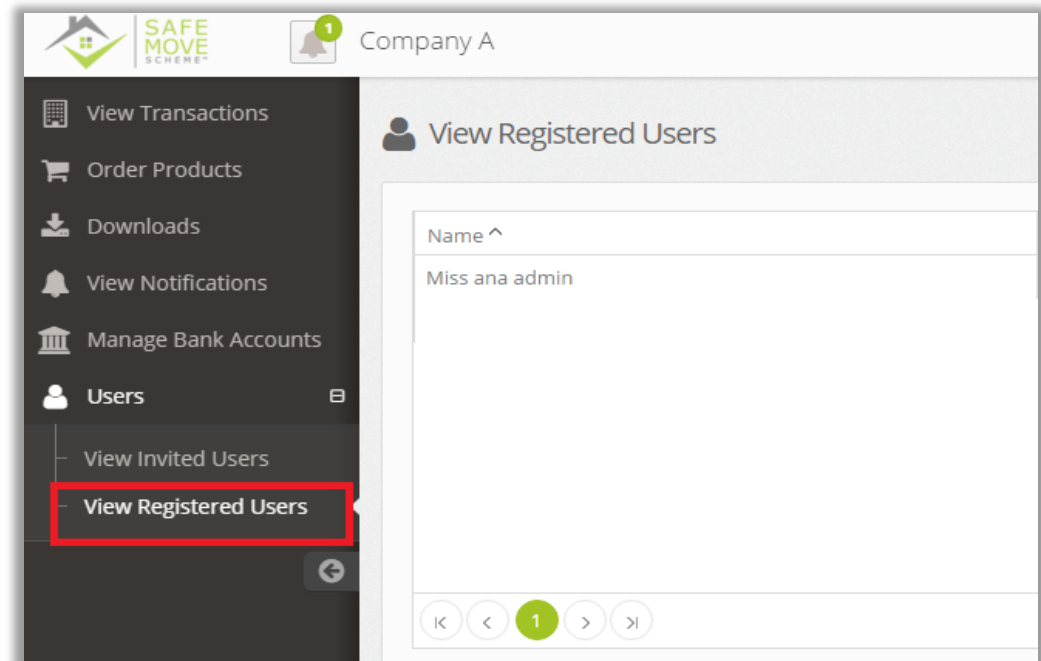 SAFE
MOVE
SCHEME™
1
Company A
View Transactions
Order Products
Downloads
View Notifications
Manage Bank Accounts
Users
View Invited Users
View Registered Users
View Registered Users
Name
Miss ana admin
1